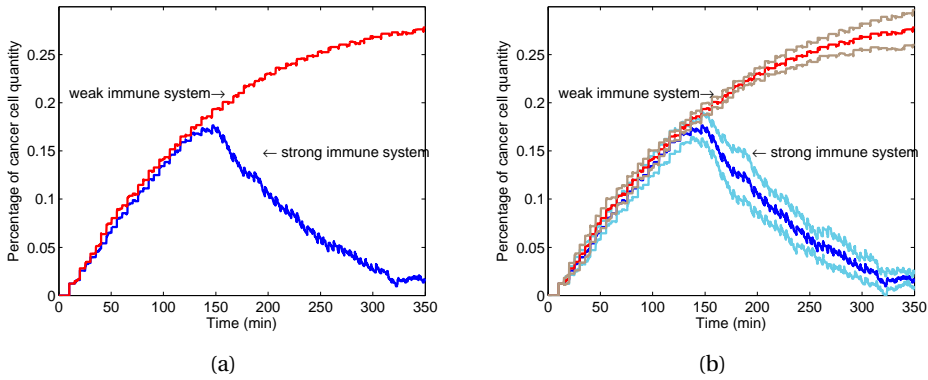 Percentage of cancer cell quantity
0.25
0.2
0.15
0.1
0.05
0
0 50 100 150 200 250 300 350
Time (min)
weak immune system→
← strong immune system
(a)
Percentage of cancer cell quantity
0.25
0.2
0.15
0.1
0.05
0
0 50 100 150 200 250 300 350
Time (min)
weak immune system→
← strong immune system
(b)